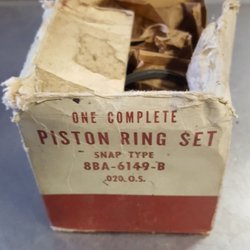 ONE COMPLETE
PISTON RING SET
SNAP TYPE
8BA-6149-B
.020 O.S.